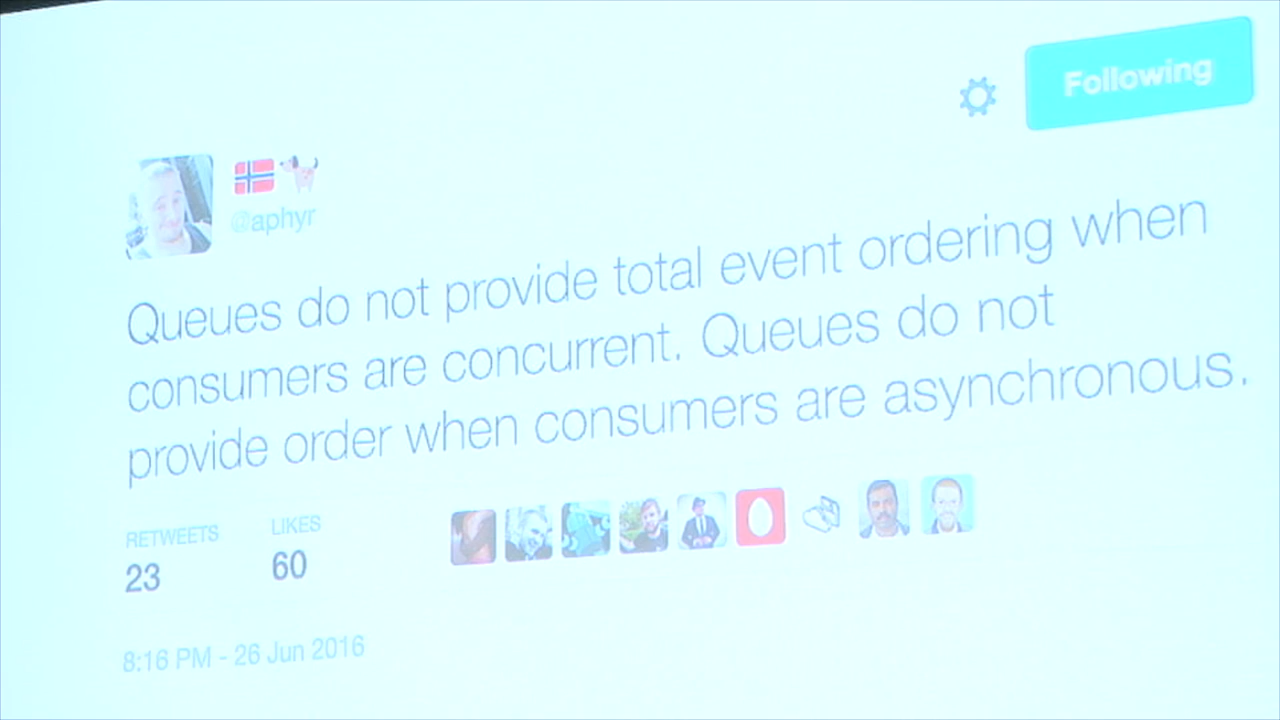 Following
@aphyr
Queues do not provide total event ordering when
consumers are concurrent. Queues do not
provide order when consumers are asynchronous.
RETWEETS LIKES
23 60
8:16 PM - 26 Jun 2016